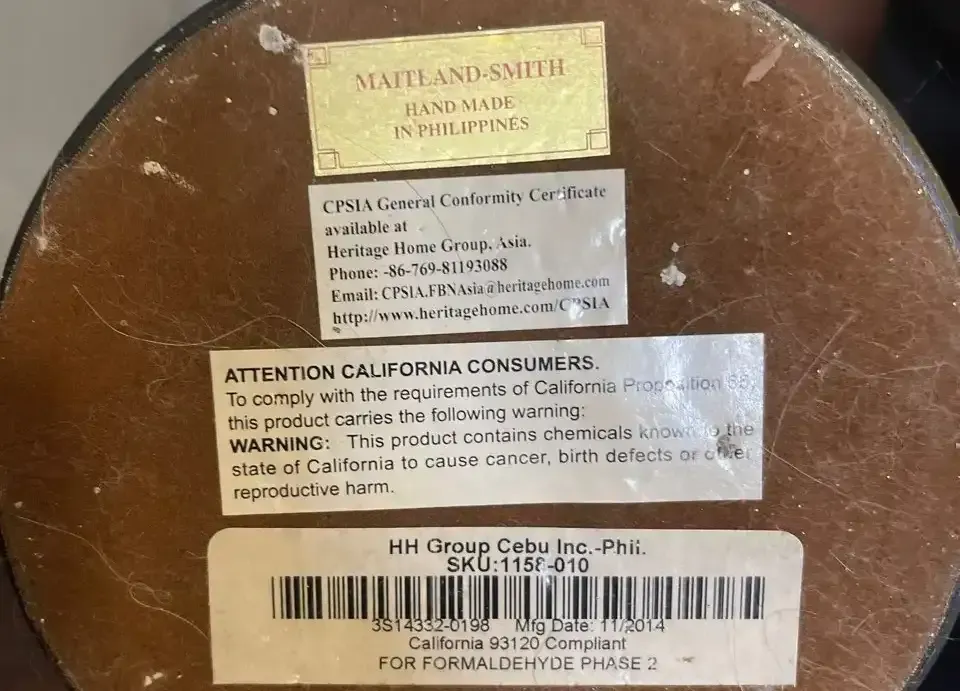 MAITLAND-SMITH
HAND MADE
IN PHILIPPINES
CPSIA General Conformity Certificate
available at
Heritage Home Group, Asia.
Phone: -86-769-81193088
Email: CPSIA.FBNAsia@heritagehome.com
http://www.heritagehome.com/CPSIA
ATTENTION CALIFORNIA CONSUMERS.
To comply with the requirements of California Proposition 65,
this product carries the following warning:
WARNING: This product contains chemicals known to the
state of California to cause cancer, birth defects or other
reproductive harm.
HH Group Cebu Inc.-Phil.
SKU:1158-010
3S14332-0198 Mfg Date: 11/2014
California 93120 Compliant
FOR FORMALDEHYDE PHASE 2